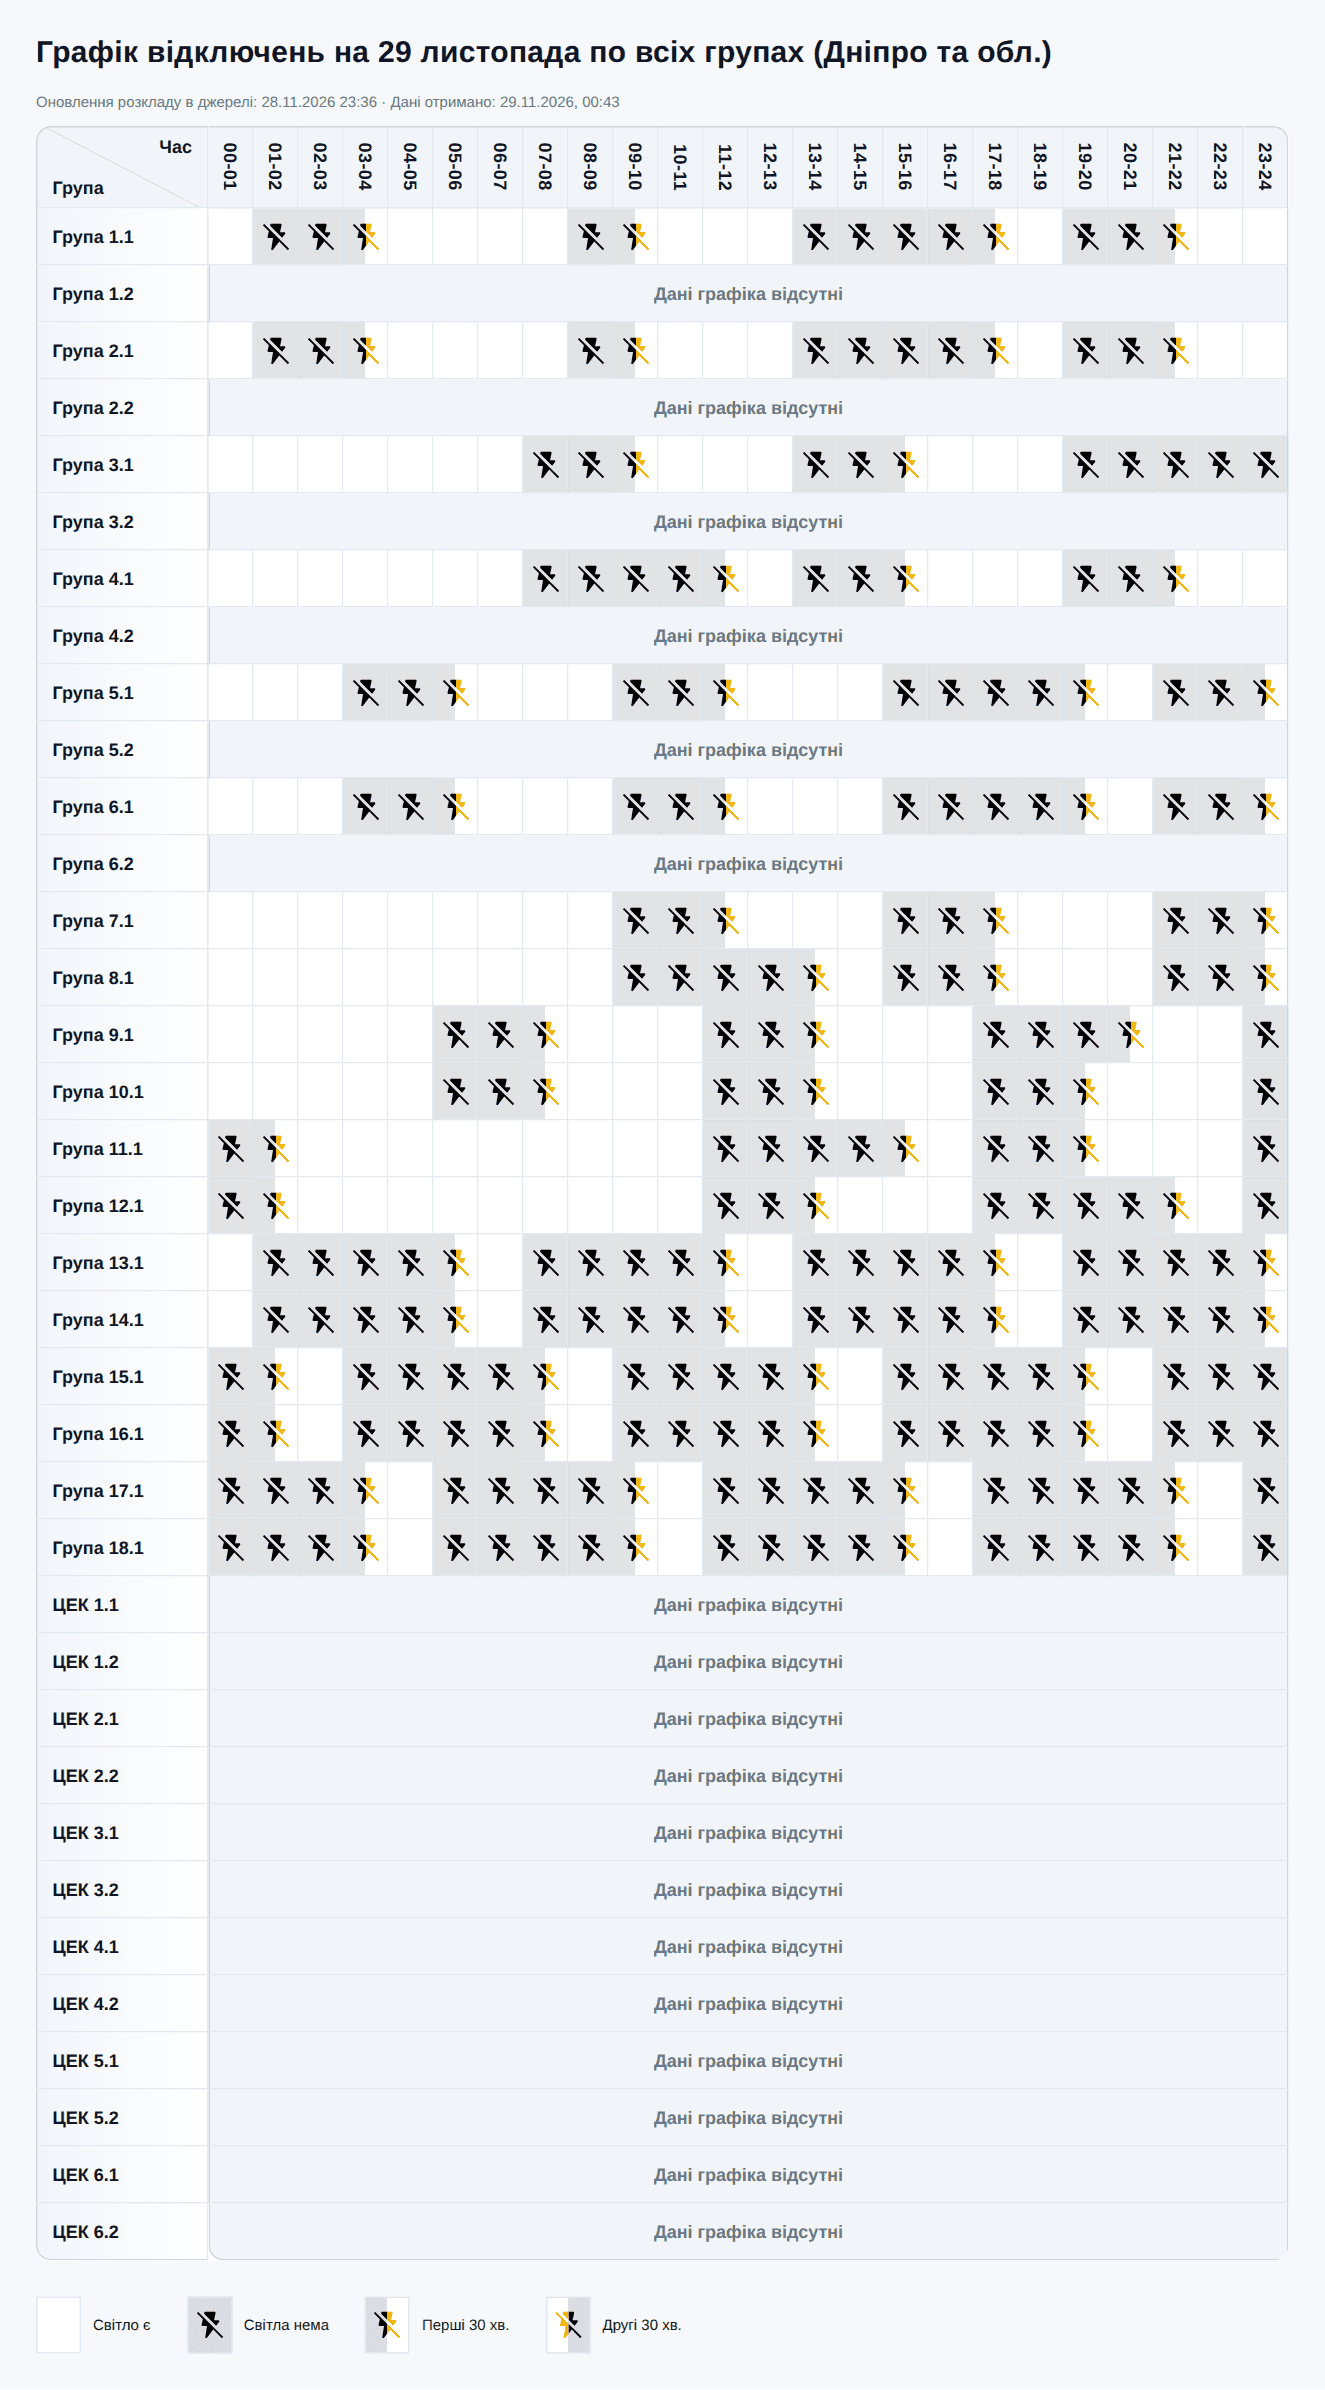 Графік відключень на 29 листопада по всіх групах (Дніпро та обл.)
Оновлення розкладу в джерелі: 28.11.2026 23:36 · Дані отримано: 29.11.2026, 00:43
Час
Група
00-01
01-02
02-03
03-04
04-05
05-06
06-07
07-08
08-09
09-10
10-11
11-12
12-13
13-14
14-15
15-16
16-17
17-18
18-19
19-20
20-21
21-22
22-23
23-24
Група 1.1
Група 1.2
Дані графіка відсутні
Група 2.1
Група 2.2
Дані графіка відсутні
Група 3.1
Група 3.2
Дані графіка відсутні
Група 4.1
Група 4.2
Дані графіка відсутні
Група 5.1
Група 5.2
Дані графіка відсутні
Група 6.1
Група 6.2
Дані графіка відсутні
Група 7.1
Група 8.1
Група 9.1
Група 10.1
Група 11.1
Група 12.1
Група 13.1
Група 14.1
Група 15.1
Група 16.1
Група 17.1
Група 18.1
ЦЕК 1.1
Дані графіка відсутні
ЦЕК 1.2
Дані графіка відсутні
ЦЕК 2.1
Дані графіка відсутні
ЦЕК 2.2
Дані графіка відсутні
ЦЕК 3.1
Дані графіка відсутні
ЦЕК 3.2
Дані графіка відсутні
ЦЕК 4.1
Дані графіка відсутні
ЦЕК 4.2
Дані графіка відсутні
ЦЕК 5.1
Дані графіка відсутні
ЦЕК 5.2
Дані графіка відсутні
ЦЕК 6.1
Дані графіка відсутні
ЦЕК 6.2
Дані графіка відсутні
Світло є
Світла нема
Перші 30 хв.
Другі 30 хв.